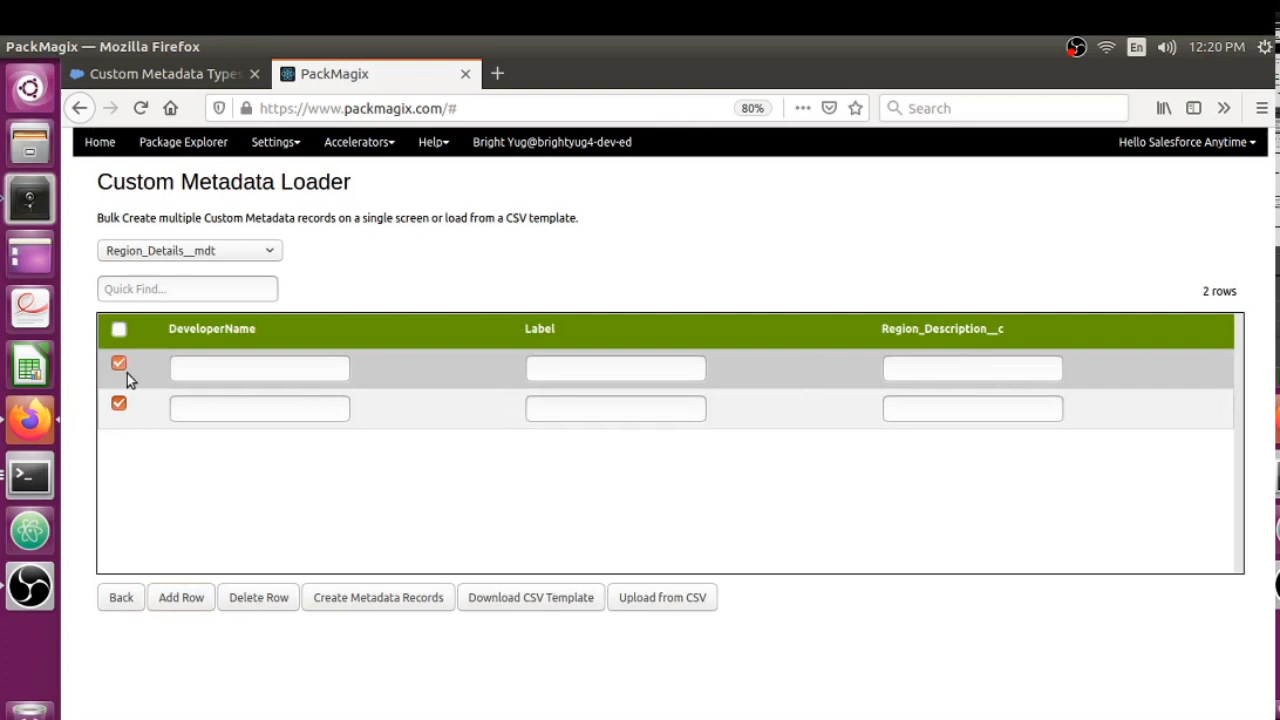 PackMagix — Mozilla Firefox
En
12:20 PM
Custom Metadata Types
PackMagix
https://www.packmagix.com/#
80%
Search
Home
Package Explorer
Settings
Accelerators
Help
Bright Yug@brightyug4-dev-ed
Hello Salesforce Anytime
Custom Metadata Loader
Bulk Create multiple Custom Metadata records on a single screen or load from a CSV template.
Region_Details__mdt
Quick Find...
2 rows
DeveloperName
Label
Region_Description__c
Back
Add Row
Delete Row
Create Metadata Records
Download CSV Template
Upload from CSV